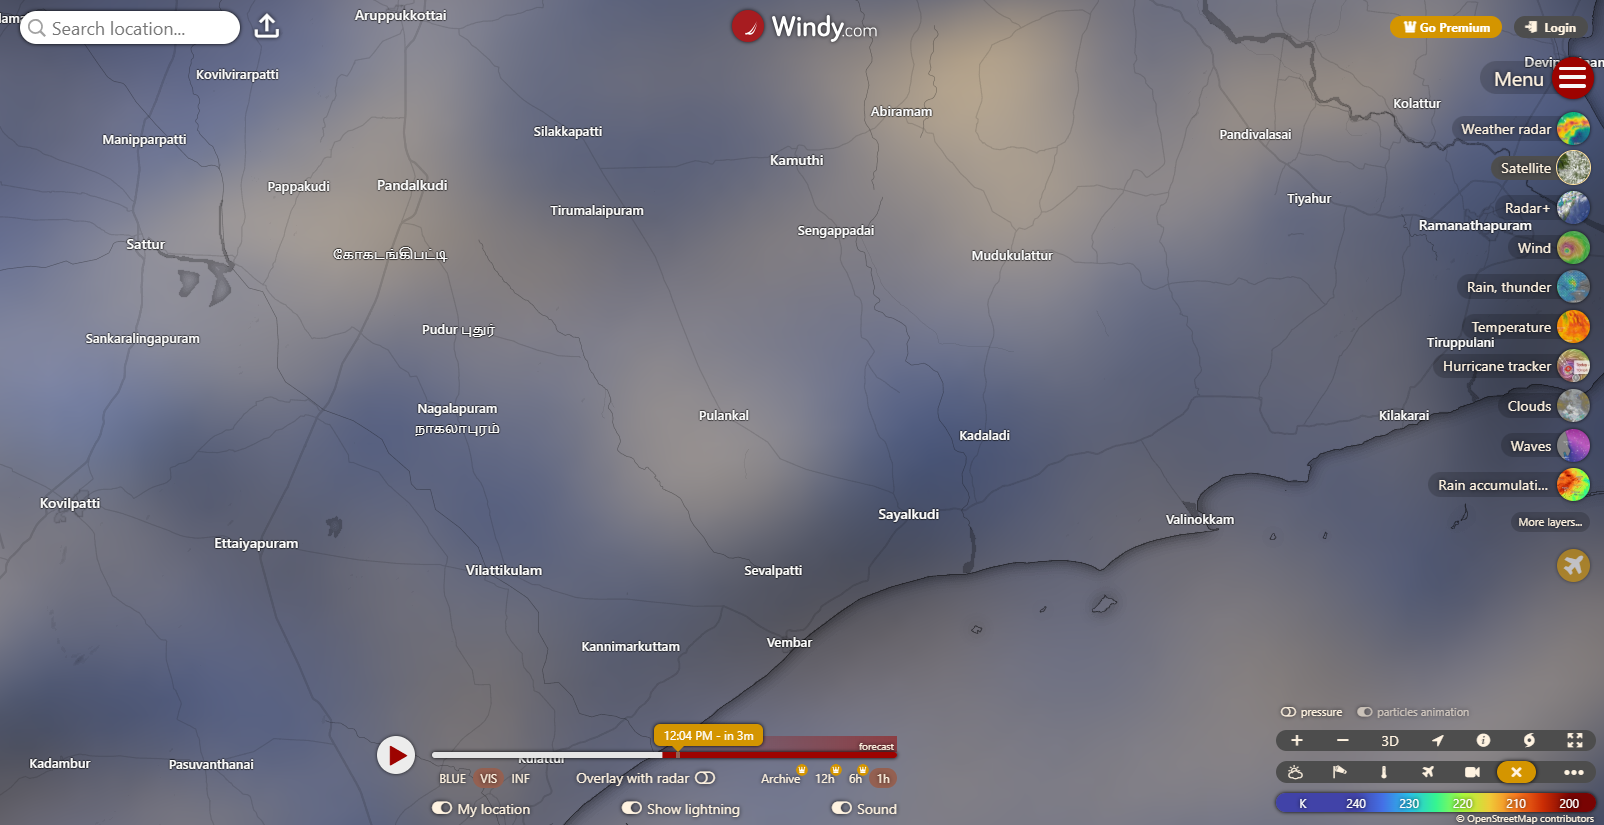 Aruppukkottai
Search location...
Windy.com
Go Premium
Login
Kovilvirarpatti
Menu
Abiramam
Kolattur
Manipparpatti
Silakkapatti
Pandivalasai
Weather radar
Kamuthi
Satellite
Pappakudi
Pandalkudi
Tirumalaipuram
Tiyahur
Radar+
Ramanathapuram
Sengappadai
Sattur
Wind
கோகடங்கிபட்டி
Mudukulattur
Rain, thunder
Pudur புதுர்
Temperature
Sankaralingapuram
Tiruppulani
Hurricane tracker
Nagalapuram
நாகலாபுரம்
Pulankal
Kilakarai
Clouds
Kadaladi
Waves
Rain accumulati...
Kovilpatti
Sayalkudi
Valinokkam
More layers...
Ettaiyapuram
Vilattikulam
Sevalpatti
Kannimarkuttam
Vembar
pressure
particles animation
12:04 PM - in 3m
forecast
3D
Kadambur
Pasuvanthanai
Kulattur
BLUE VIS INF
Overlay with radar
Archive 12h 6h 1h
My location
Show lightning
Sound
K 240 230 220 210 200
© OpenStreetMap contributors